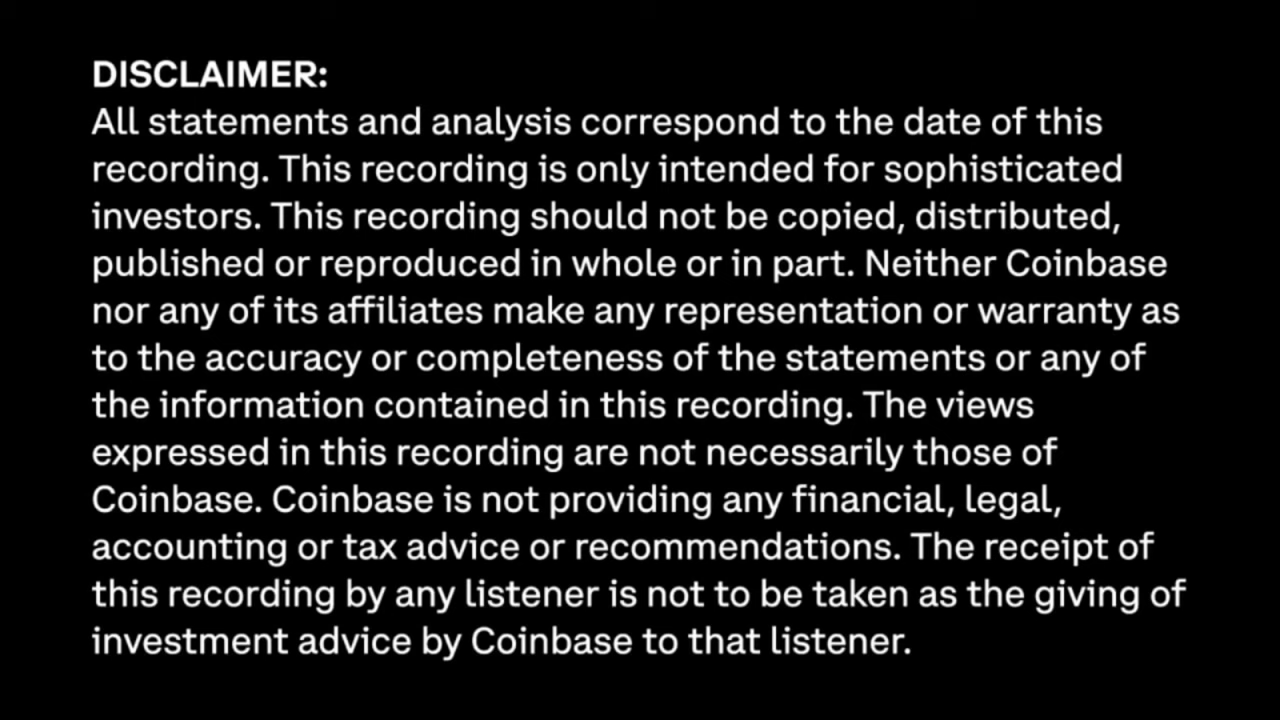 DISCLAIMER:
All statements and analysis correspond to the date of this
recording. This recording is only intended for sophisticated
investors. This recording should not be copied, distributed,
published or reproduced in whole or in part. Neither Coinbase
nor any of its affiliates make any representation or warranty as
to the accuracy or completeness of the statements or any of
the information contained in this recording. The views
expressed in this recording are not necessarily those of
Coinbase. Coinbase is not providing any financial, legal,
accounting or tax advice or recommendations. The receipt of
this recording by any listener is not to be taken as the giving of
investment advice by Coinbase to that listener.